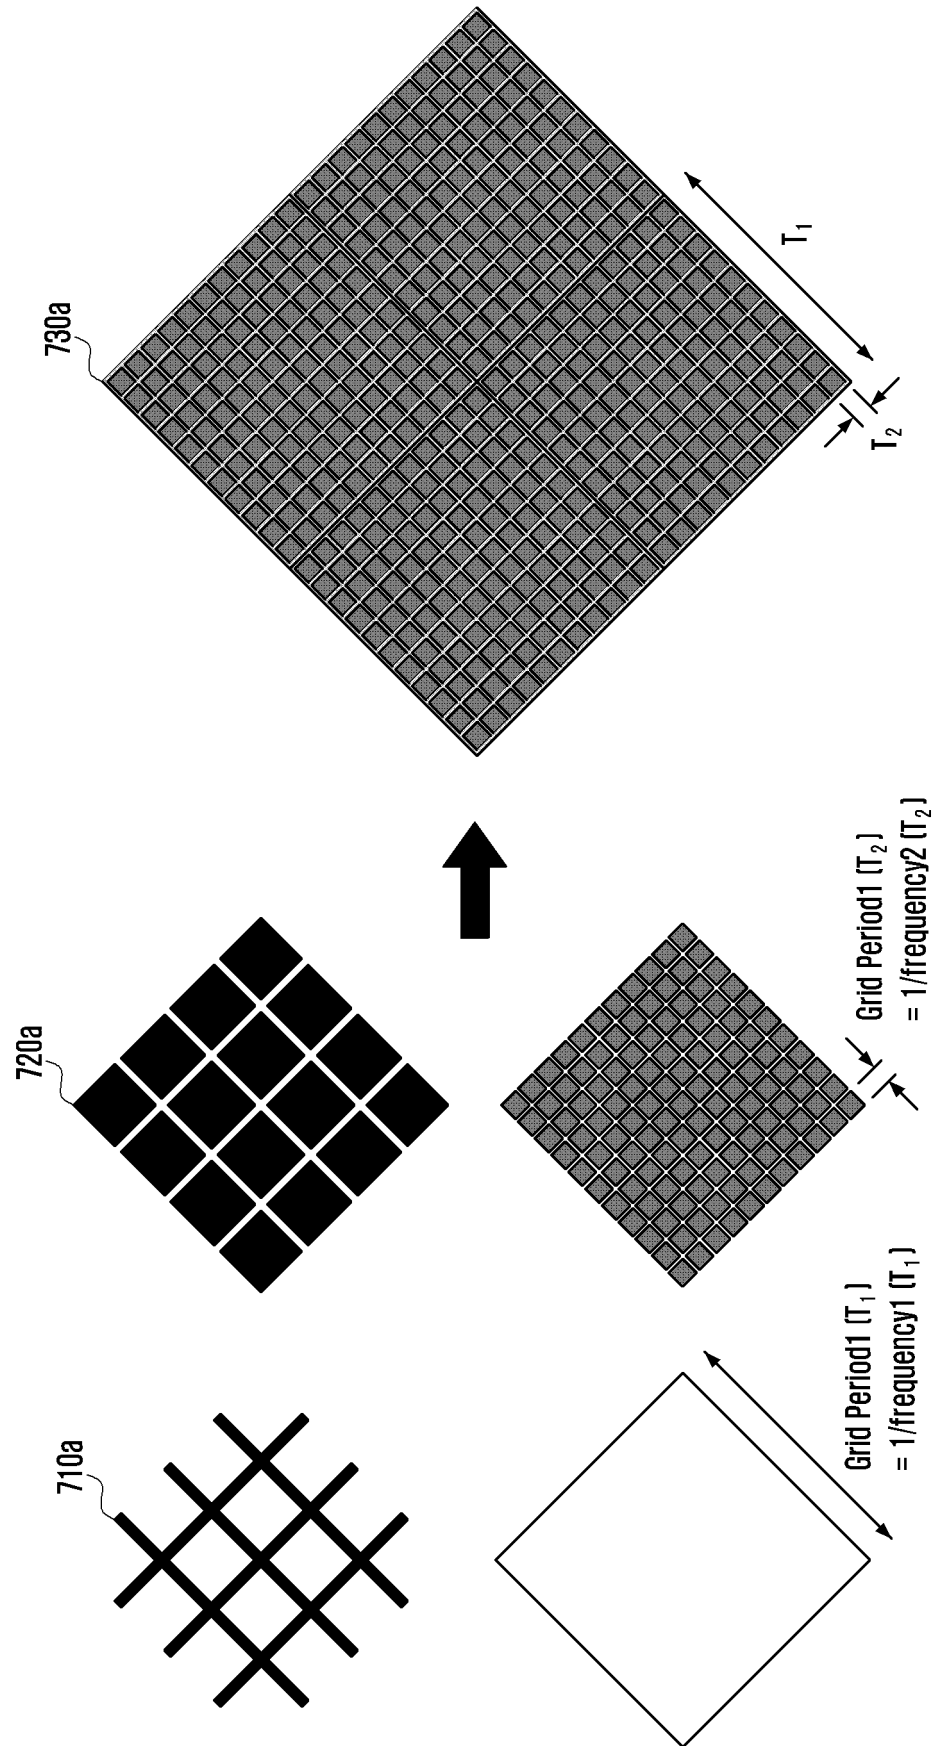 710a
720a
730a
Grid Period1 (T₁)
= 1/frequency1 (T₁)
Grid Period1 (T₂)
= 1/frequency2 (T₂)
T₂
T₁